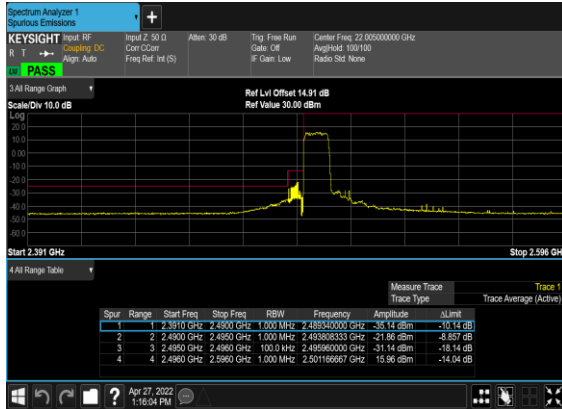 Spectrum Analyzer 1
Spurious Emissions
KEYSIGHT Input: RF Input Z: 50 Ω Atten: 30 dB Trig: Free Run Center Freq: 22.005000000 GHz
R T Coupling: DC Corr CCorr Gate: Off Avg|Hold: 100/100
Align: Auto Freq Ref: Int (S) IF Gain: Low Radio Std: None
PASS
3 All Range Graph
Ref Lvl Offset 14.91 dB
Scale/Div 10.0 dB Ref Value 30.00 dBm
Log
20.0
10.0
0.00
-10.0
-20.0
-30.0
-40.0
-50.0
-60.0
Start 2.391 GHz Stop 2.596 GH
4 All Range Table
Measure Trace Trace 1
Trace Type Trace Average (Active)
Spur Range Start Freq Stop Freq RBW Frequency Amplitude ΔLimit
1 1 2.3910 GHz 2.4900 GHz 1.000 MHz 2.489340000 GHz -35.14 dBm -10.14 dB
2 2 2.4900 GHz 2.4950 GHz 1.000 MHz 2.493808333 GHz -21.86 dBm -8.857 dB
3 3 2.4950 GHz 2.4960 GHz 100.0 kHz 2.495960000 GHz -31.14 dBm -18.14 dB
4 4 2.4960 GHz 2.5960 GHz 1.000 MHz 2.501166667 GHz 15.96 dBm -14.04 dB
Apr 27, 2022
1:16:04 PM